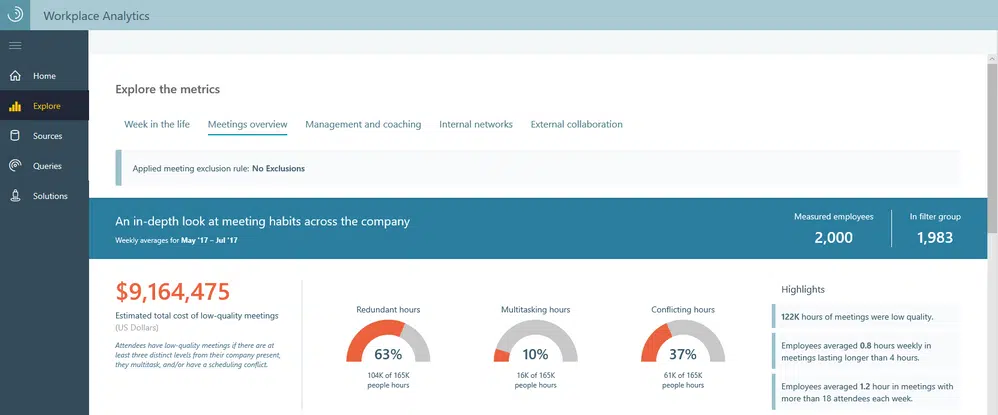 Workplace Analytics
Home
Explore
Sources
Queries
Solutions
Explore the metrics
Week in the life
Meetings overview
Management and coaching
Internal networks
External collaboration
Applied meeting exclusion rule: No Exclusions
An in-depth look at meeting habits across the company
Weekly averages for May '17 – Jul '17
Measured employees
2,000
In filter group
1,983
$9,164,475
Estimated total cost of low-quality meetings
(US Dollars)
Attendees have low-quality meetings if there are at
least three distinct levels from their company present,
they multitask, and/or have a scheduling conflict.
Redundant hours
63%
104K of 165K
people hours
Multitasking hours
10%
16K of 165K
people hours
Conflicting hours
37%
61K of 165K
people hours
Highlights
122K hours of meetings were low quality.
Employees averaged 0.8 hours weekly in
meetings lasting longer than 4 hours.
Employees averaged 1.2 hour in meetings with
more than 18 attendees each week.